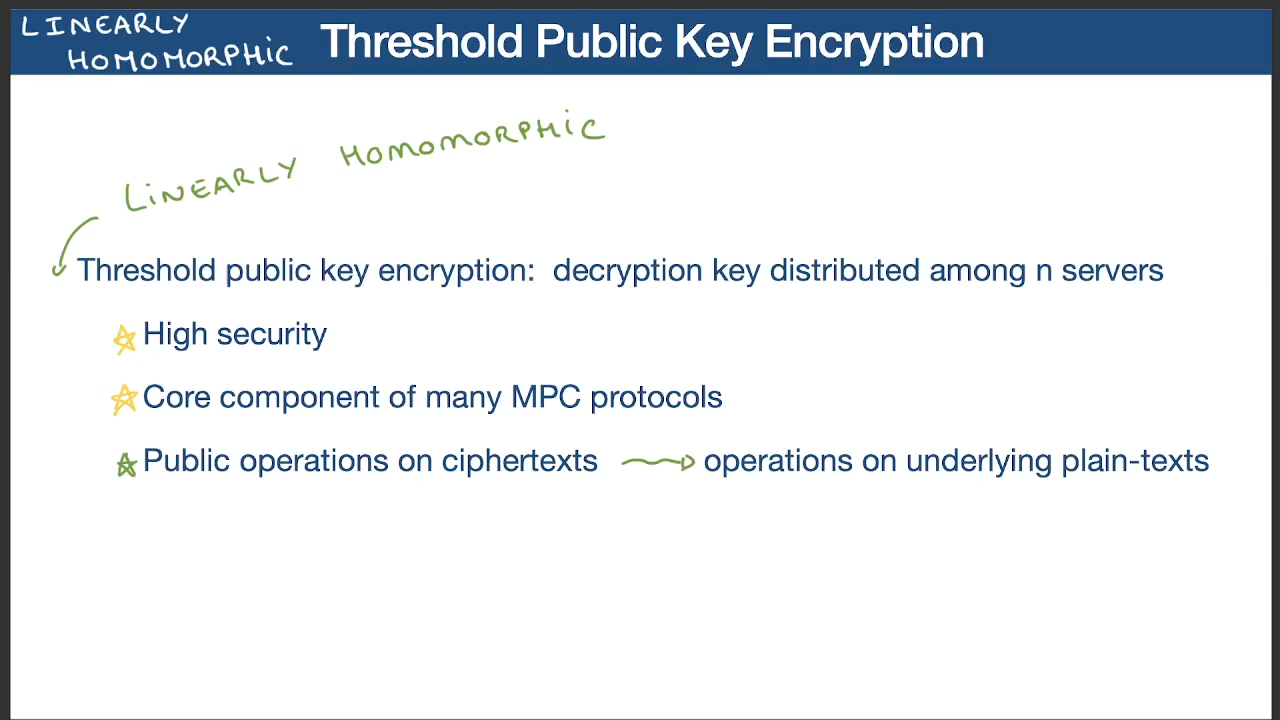 LINEARLY
HOMOMORPHIC
Threshold Public Key Encryption
LiNEARLY HOMOMORPHiC
Threshold public key encryption: decryption key distributed among n servers
High security
Core component of many MPC protocols
Public operations on ciphertexts → operations on underlying plain-texts